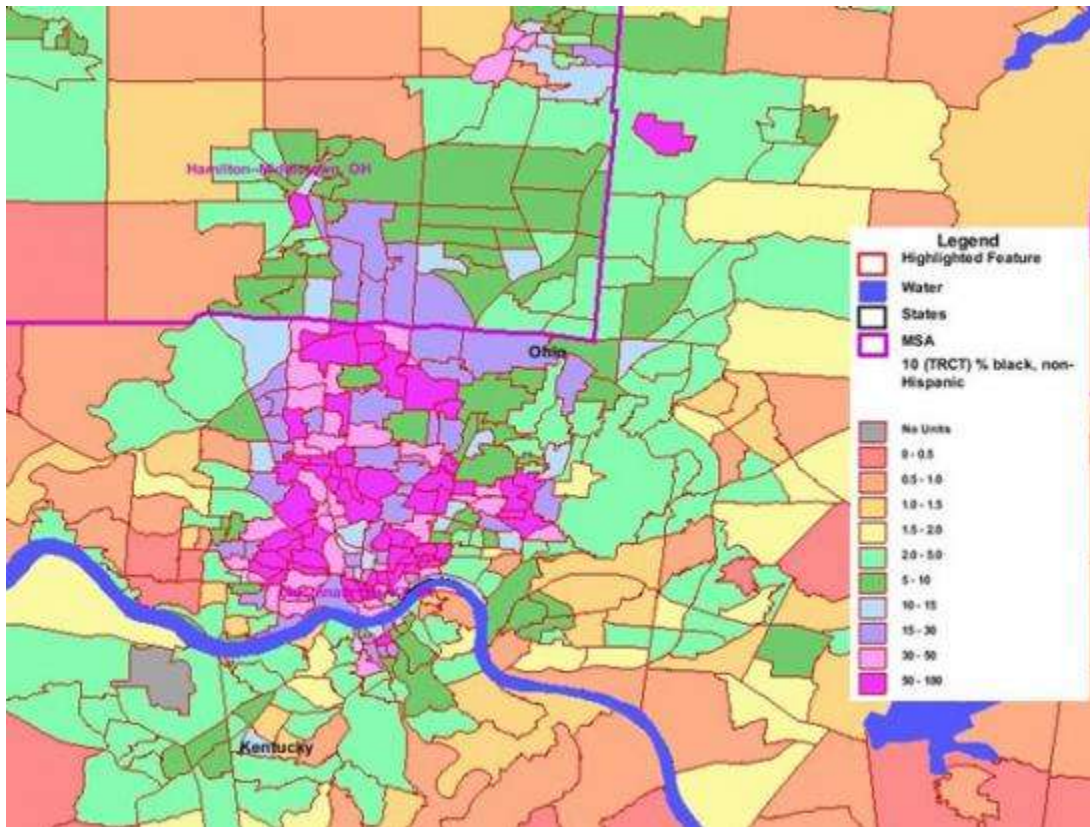 OH
Legend
Highlighted Feature
Water
States
Ohio
MSA
10 (TRCT) % black, non-
Hispanic
No Units
0 - 0.5
0.5 - 1.0
1.0 - 1.5
1.5 - 2.0
2.0 - 5.0
5 - 10
10 - 15
15 - 30
30 - 50
50 - 100
Kentucky